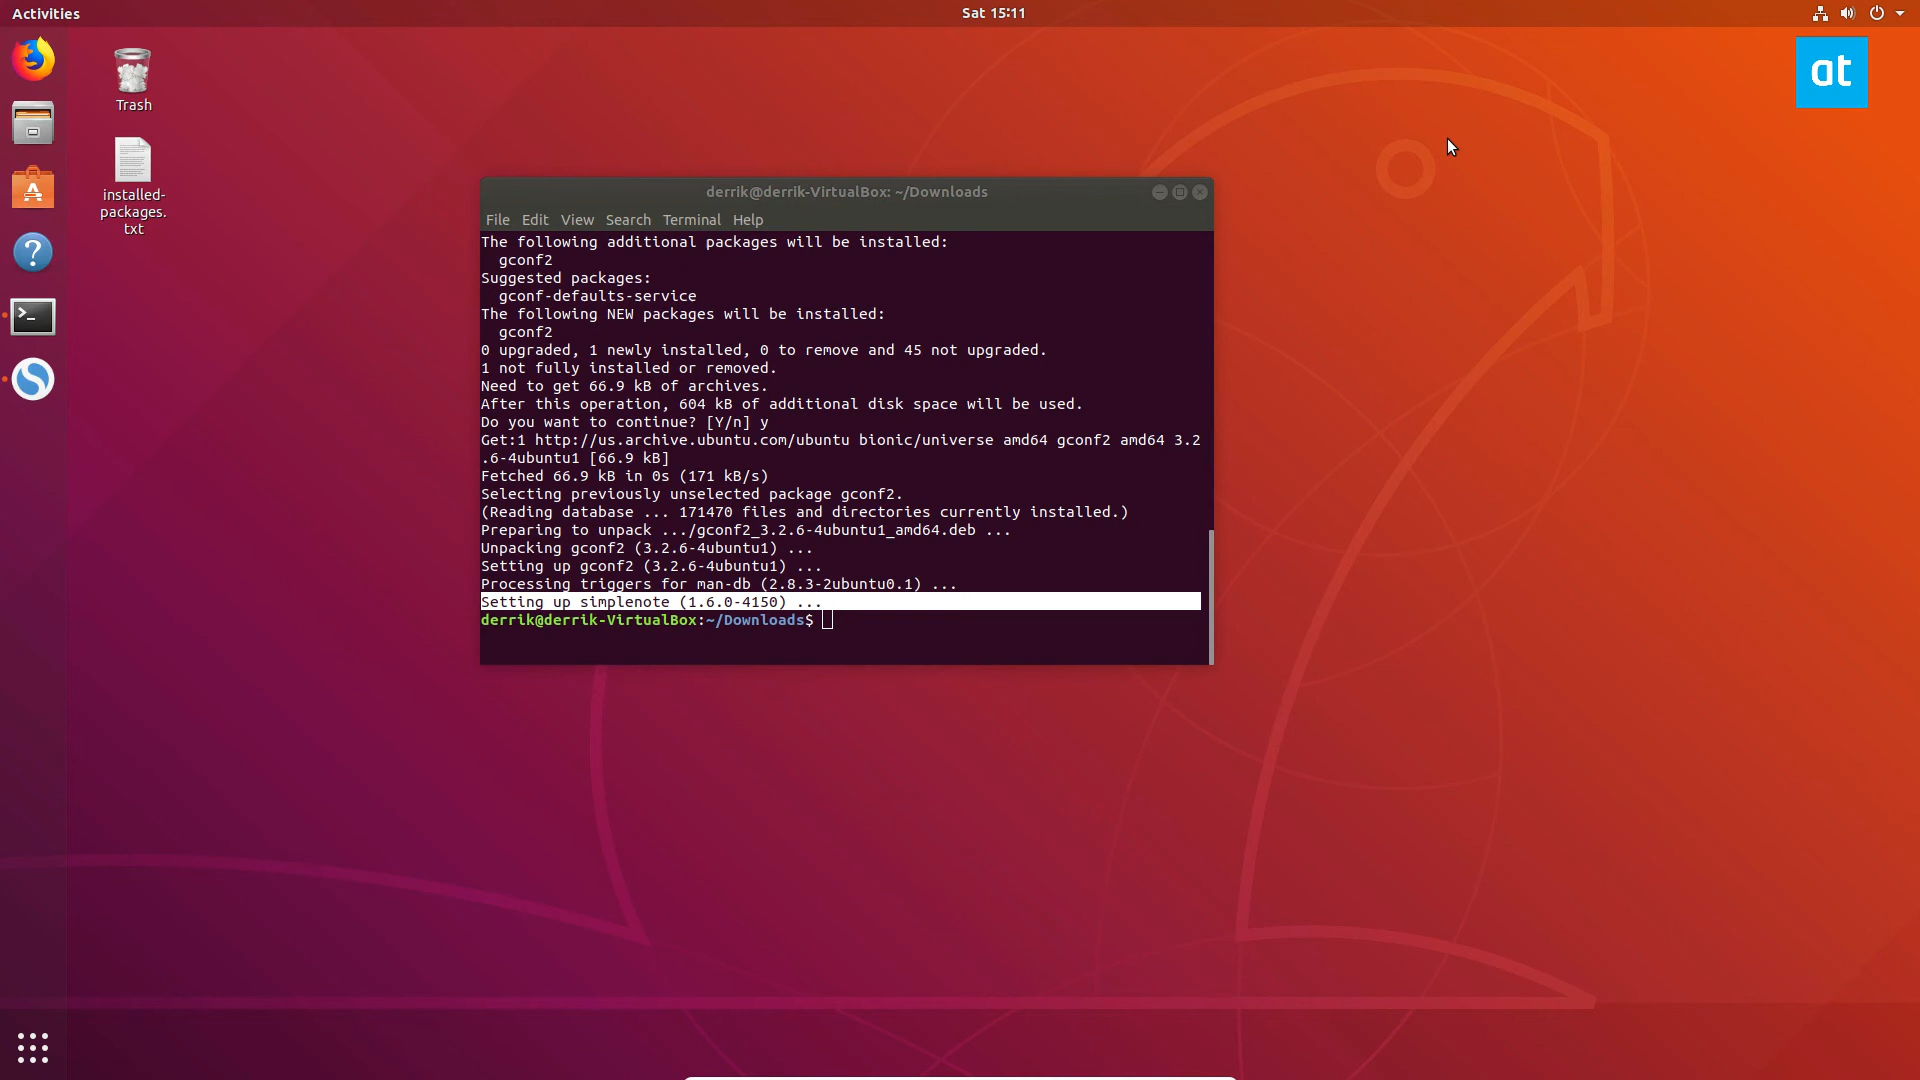 Activities
Sat 15:11
at
Trash
installed-
packages.
txt
derrik@derrik-VirtualBox: ~/Downloads
File Edit View Search Terminal Help
The following additional packages will be installed:
  gconf2
Suggested packages:
  gconf-defaults-service
The following NEW packages will be installed:
  gconf2
0 upgraded, 1 newly installed, 0 to remove and 45 not upgraded.
1 not fully installed or removed.
Need to get 66.9 kB of archives.
After this operation, 604 kB of additional disk space will be used.
Do you want to continue? [Y/n] y
Get:1 http://us.archive.ubuntu.com/ubuntu bionic/universe amd64 gconf2 amd64 3.2
.6-4ubuntu1 [66.9 kB]
Fetched 66.9 kB in 0s (171 kB/s)
Selecting previously unselected package gconf2.
(Reading database ... 171470 files and directories currently installed.)
Preparing to unpack .../gconf2_3.2.6-4ubuntu1_amd64.deb ...
Unpacking gconf2 (3.2.6-4ubuntu1) ...
Setting up gconf2 (3.2.6-4ubuntu1) ...
Processing triggers for man-db (2.8.3-2ubuntu0.1) ...
Setting up simplenote (1.6.0-4150) ...
derrik@derrik-VirtualBox:~/Downloads$